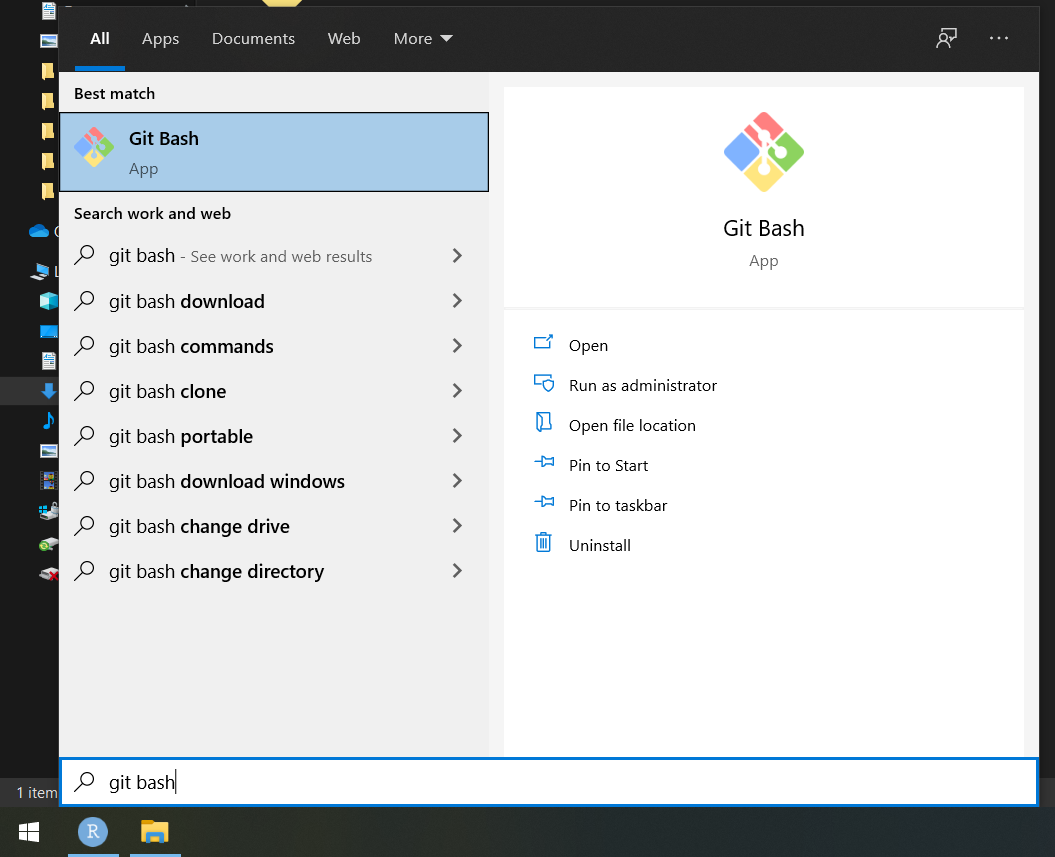 All Apps Documents Web More
Best match
Git Bash
App
Search work and web
git bash - See work and web results
git bash download
git bash commands
git bash clone
git bash portable
git bash download windows
git bash change drive
git bash change directory
Git Bash
App
Open
Run as administrator
Open file location
Pin to Start
Pin to taskbar
Uninstall
git bash
1 item
R